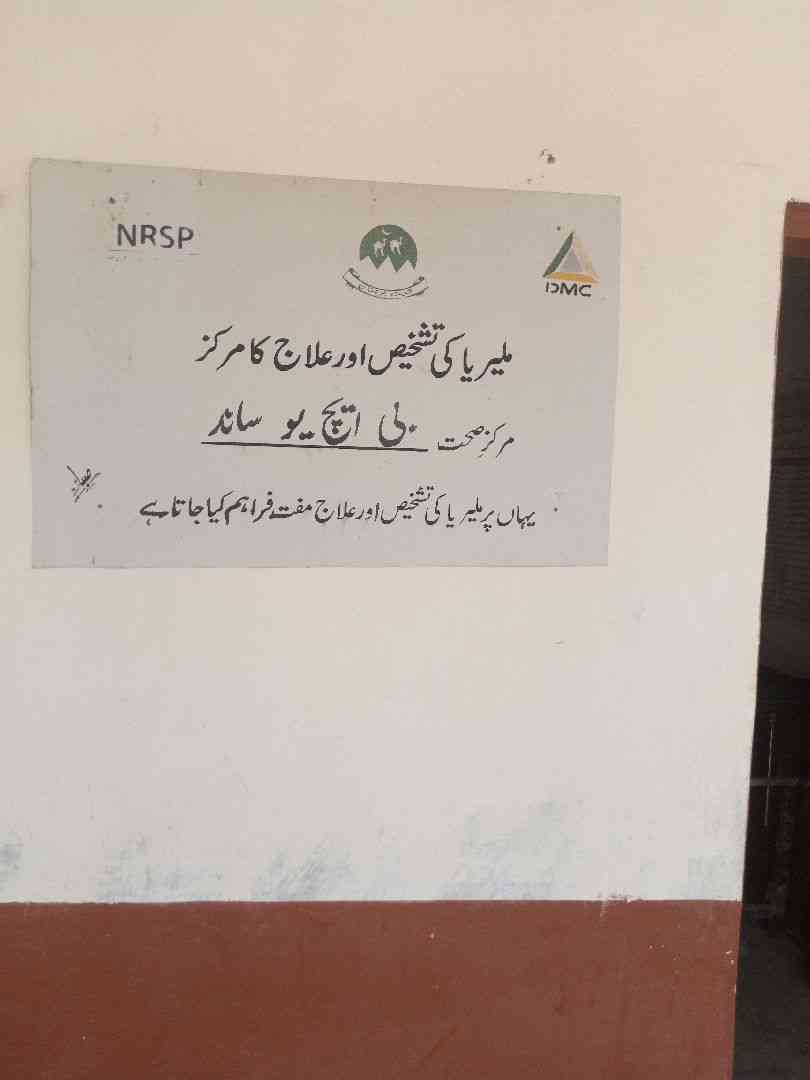 NRSP
DMC
ملیریا کی تشخیص اور علاج کا مرکز
مرکزِ صحت بی ایچ یو ساند
یہاں پر ملیریا کی تشخیص اور علاج مفت فراہم کیا جاتا ہے